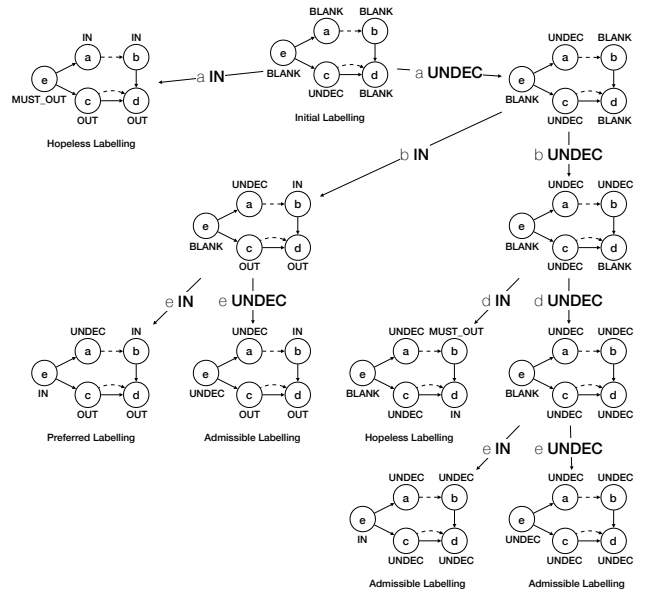 BLANK BLANK
a b
e
BLANK
c d
UNDEC BLANK
Initial Labelling
IN IN
a b
e
MUST_OUT
c d
OUT OUT
Hopeless Labelling
a IN
a UNDEC
UNDEC BLANK
a b
e
BLANK
c d
UNDEC BLANK
b IN
b UNDEC
UNDEC IN
a b
e
BLANK
c d
OUT OUT
UNDEC UNDEC
a b
e
BLANK
c d
UNDEC BLANK
e IN
e UNDEC
d IN
d UNDEC
UNDEC IN
a b
e
IN
c d
OUT OUT
Preferred Labelling
UNDEC IN
a b
e
UNDEC
c d
OUT OUT
Admissible Labelling
UNDEC MUST_OUT
a b
e
BLANK
c d
UNDEC IN
Hopeless Labelling
UNDEC UNDEC
a b
e
BLANK
c d
UNDEC UNDEC
e IN
e UNDEC
UNDEC UNDEC
a b
e
IN
c d
UNDEC UNDEC
Admissible Labelling
UNDEC UNDEC
a b
e
UNDEC
c d
UNDEC UNDEC
Admissible Labelling